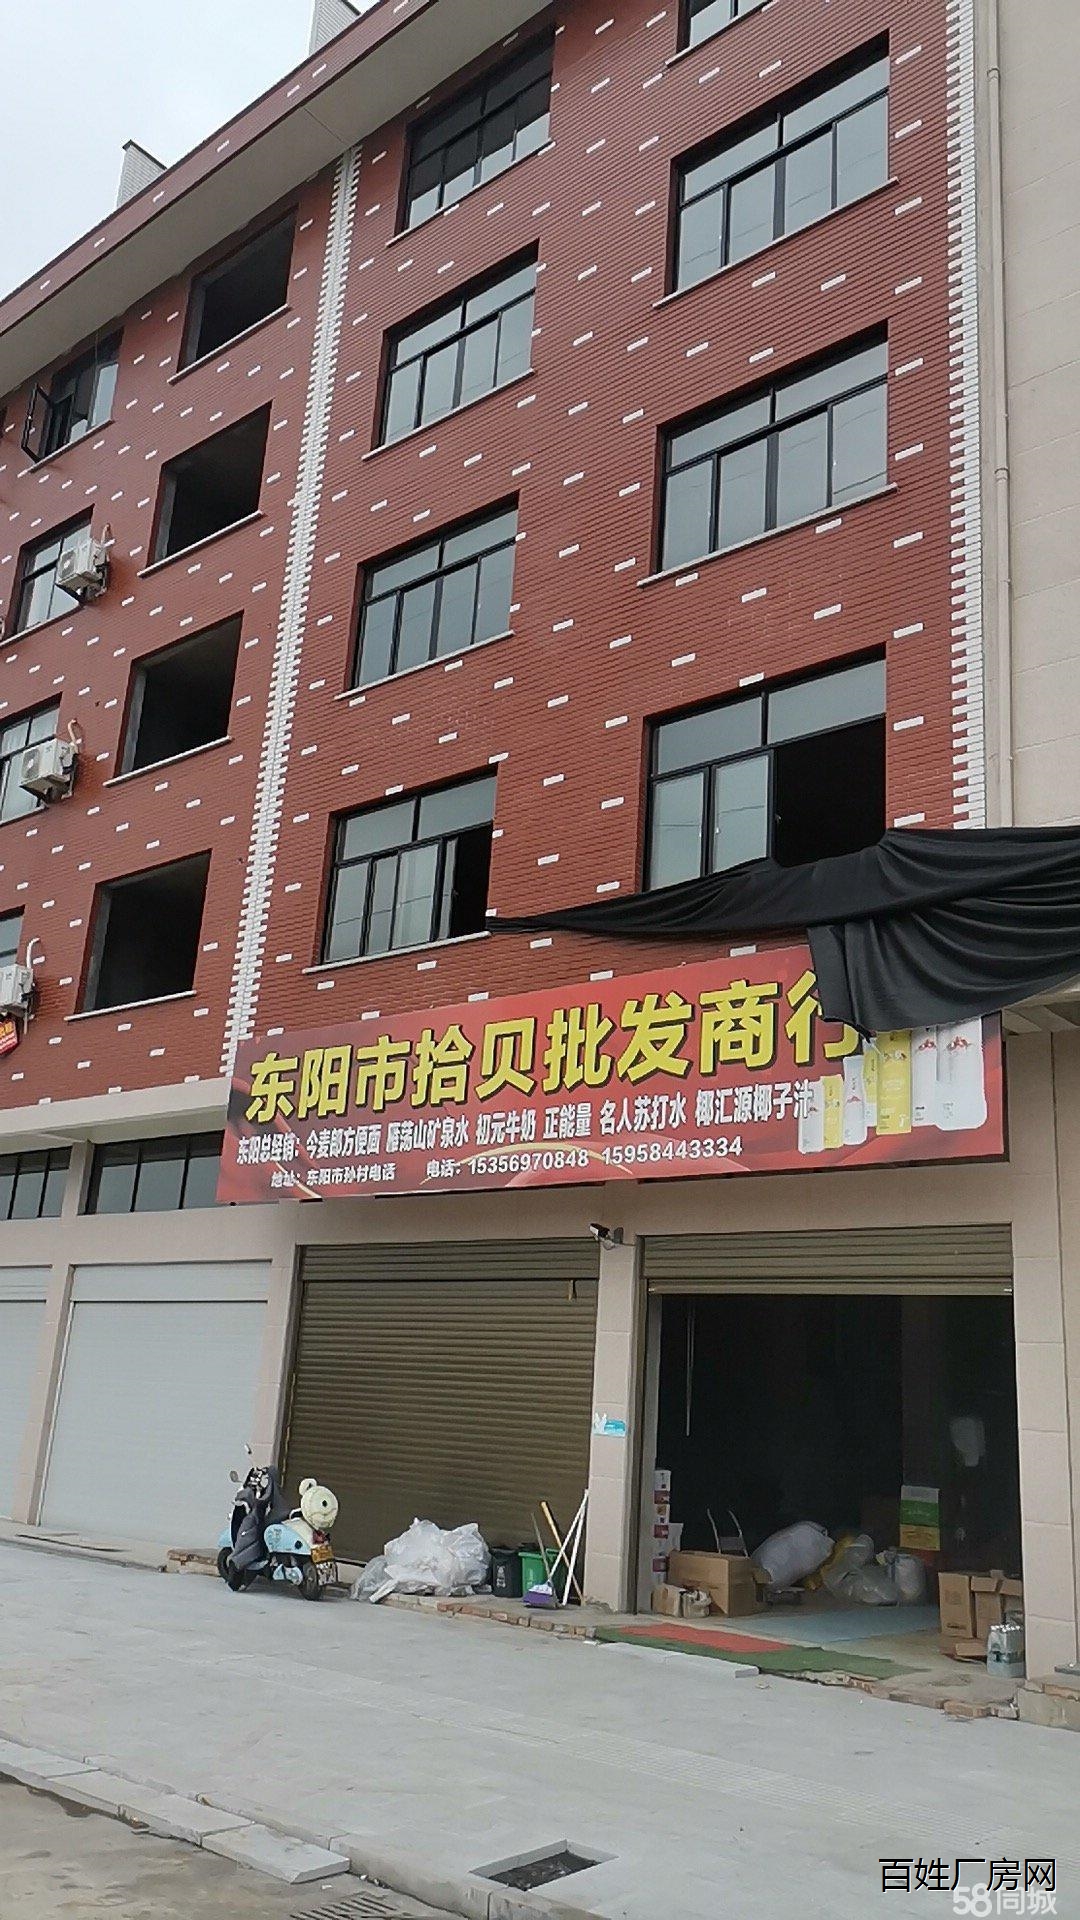 东阳市拾贝批发商行
东阳总经销：今麦郎方便面 雁荡山矿泉水 初元牛奶 正能量 名人苏打水 椰汇源椰子汁
地址：东阳市孙村电话 电话：15356970848 15958443334
百姓厂房网
58同城